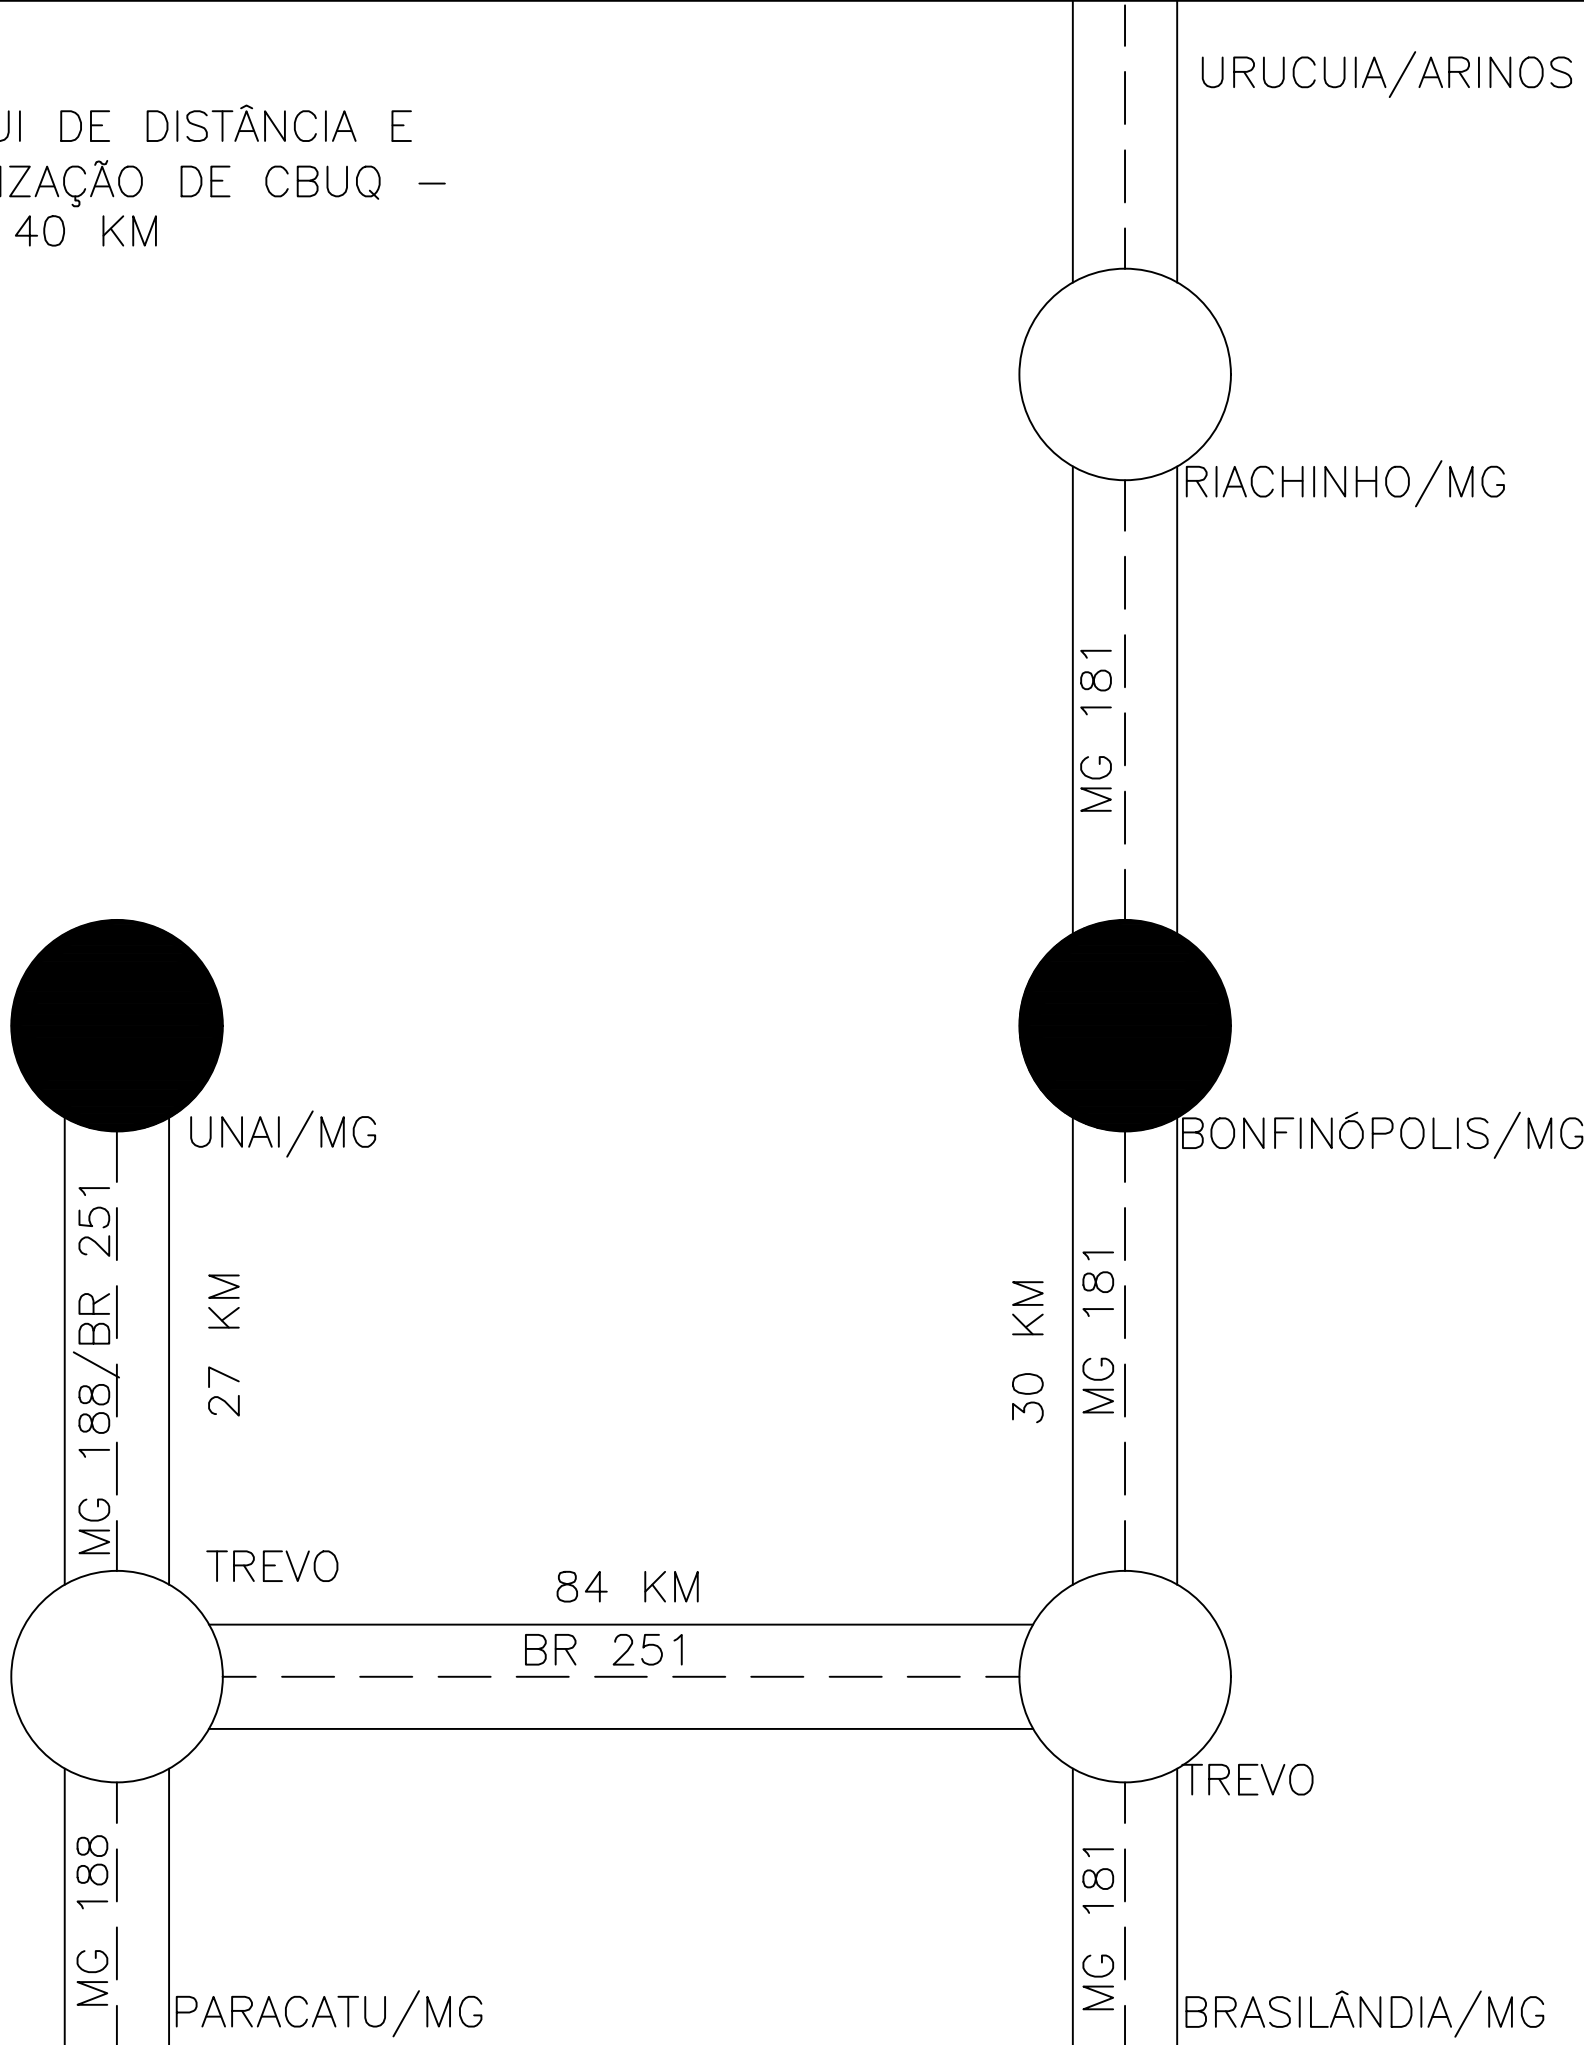 URUCUIA/ARINOS
DE DISTÂNCIA E
DE CBUQ –
40 KM
RIACHINHO/MG
MG 181
UNAI/MG
BONFINÓPOLIS/MG
MG 188/BR 251
27 KM
30 KM
MG 181
TREVO
84 KM
BR 251
TREVO
MG 188
MG 181
PARACATU/MG
BRASILÂNDIA/MG